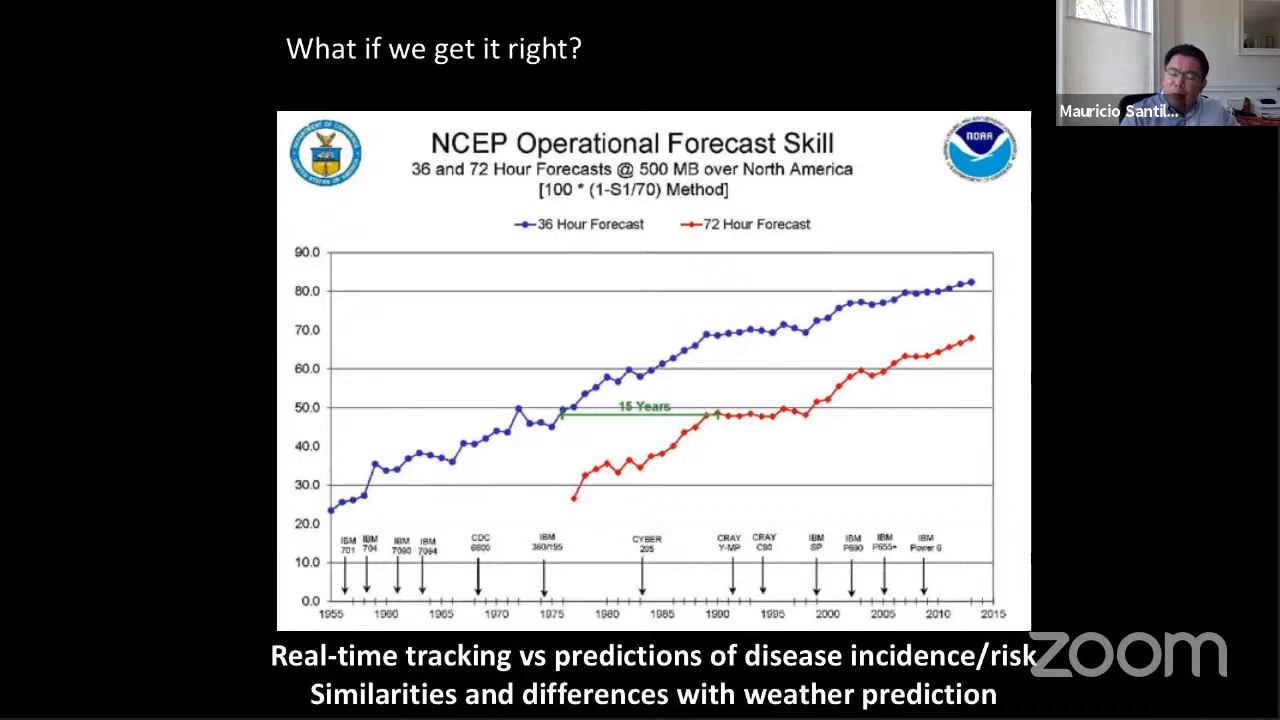 What if we get it right?
Mauricio Santil...
NCEP Operational Forecast Skill
36 and 72 Hour Forecasts @ 500 MB over North America
[100 * (1-S1/70) Method]
NOAA
36 Hour Forecast
72 Hour Forecast
90.0
80.0
70.0
60.0
50.0
40.0
30.0
20.0
10.0
0.0
15 Years
IBM
701
IBM
704
IBM
7090
IBM
7094
CDC
6600
IBM
360/195
CYBER
205
CRAY
Y-MP
CRAY
C90
IBM
SP
IBM
P690
IBM
P655+
IBM
Power 6
1955 1960 1965 1970 1975 1980 1985 1990 1995 2000 2005 2010 2015
Real-time tracking vs predictions of disease incidence/risk
Similarities and differences with weather prediction
zoom